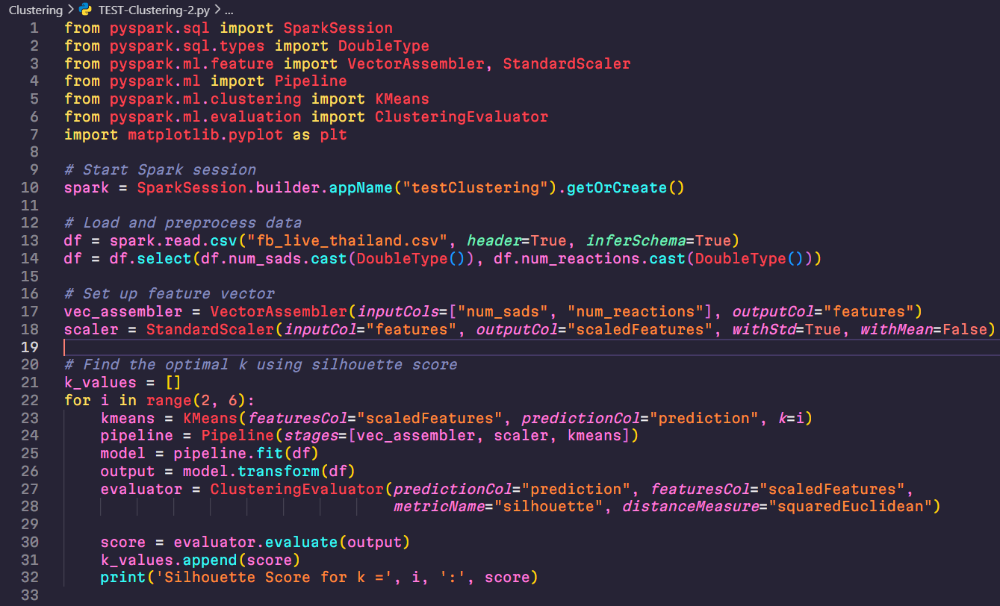 Clustering > TEST-Clustering-2.py > ...
1 from pyspark.sql import SparkSession
2 from pyspark.sql.types import DoubleType
3 from pyspark.ml.feature import VectorAssembler, StandardScaler
4 from pyspark.ml import Pipeline
5 from pyspark.ml.clustering import KMeans
6 from pyspark.ml.evaluation import ClusteringEvaluator
7 import matplotlib.pyplot as plt
8
9 # Start Spark session
10 spark = SparkSession.builder.appName("testClustering").getOrCreate()
11
12 # Load and preprocess data
13 df = spark.read.csv("fb_live_thailand.csv", header=True, inferSchema=True)
14 df = df.select(df.num_sads.cast(DoubleType()), df.num_reactions.cast(DoubleType()))
15
16 # Set up feature vector
17 vec_assembler = VectorAssembler(inputCols=["num_sads", "num_reactions"], outputCol="features")
18 scaler = StandardScaler(inputCol="features", outputCol="scaledFeatures", withStd=True, withMean=False)
19
20 # Find the optimal k using silhouette score
21 k_values = []
22 for i in range(2, 6):
23     kmeans = KMeans(featuresCol="scaledFeatures", predictionCol="prediction", k=i)
24     pipeline = Pipeline(stages=[vec_assembler, scaler, kmeans])
25     model = pipeline.fit(df)
26     output = model.transform(df)
27     evaluator = ClusteringEvaluator(predictionCol="prediction", featuresCol="scaledFeatures",
28                                     metricName="silhouette", distanceMeasure="squaredEuclidean")
29
30     score = evaluator.evaluate(output)
31     k_values.append(score)
32     print('Silhouette Score for k =', i, ':', score)
33